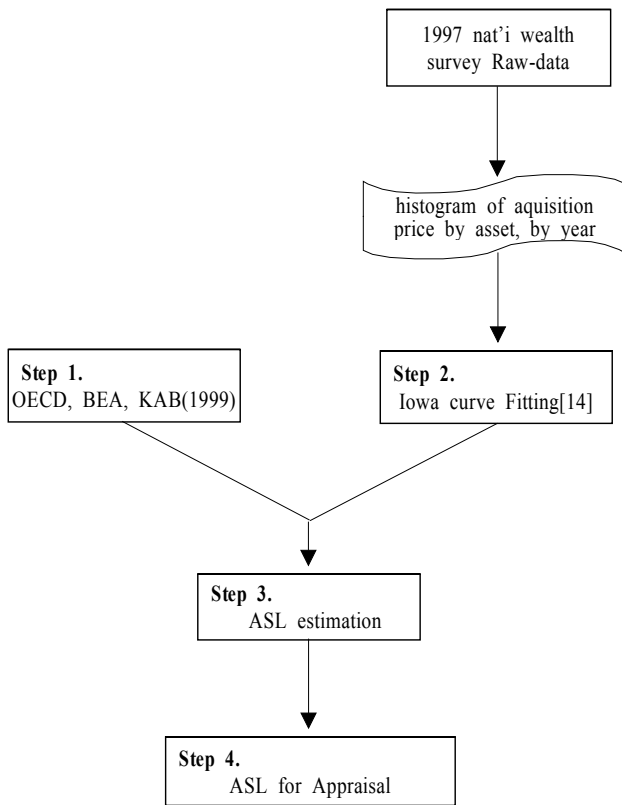 1997 nat'i wealth
survey Raw-data
histogram of aquisition
price by asset, by year
Step 1.
OECD, BEA, KAB(1999)
Step 2.
Iowa curve Fitting[14]
Step 3.
ASL estimation
Step 4.
ASL for Appraisal